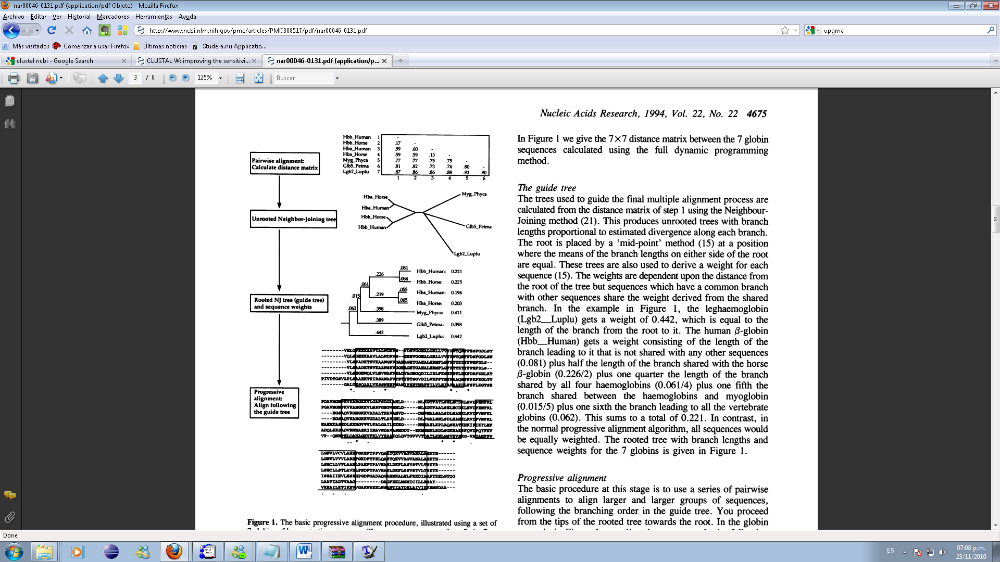 nar00046-0131.pdf (application/pdf Objeto) - Mozilla Firefox
Archivo Editar Ver Historial Marcadores Herramientas Ayuda
http://www.ncbi.nlm.nih.gov/pmc/articles/PMC308517/pdf/nar00046-0131.pdf
upgma
Más visitados Comenzar a usar Firefox Últimas noticias Studera.nu Applicatio...
clustal ncbi - Google Search
CLUSTAL W: improving the sensitivi...
nar00046-0131.pdf (application/p...
3 / 8 125% Buscar
Nucleic Acids Research, 1994, Vol. 22, No. 22 4675
Pairwise alignment:
Calculate distance matrix
Unrooted Neighbor-Joining tree
Rooted NJ tree (guide tree)
and sequence weights
Progressive
alignment:
Align following
the guide tree
Hbb_Human 1 -
Hbb_Horse 2 .17 -
Hba_Human 3 .59 .60 -
Hba_Horse 4 .59 .59 .13 -
Myg_Phyca 5 .77 .77 .75 .75 -
Glb5_Petma 6 .81 .82 .73 .74 .80 -
Lgb2_Luplu 7 .87 .86 .86 .88 .93 .90
1 2 3 4 5 6
Hba_Horse
Hba_Human
Hbb_Horse
Hbb_Human
Myg_Phyca
Glb5_Petma
Lgb2_Luplu
.081 Hbb_Human: 0.221
.226
.084 Hbb_Horse: 0.225
.061
.055 Hba_Human: 0.194
.219
.015
.065 Hba_Horse: 0.203
.062
.398 Myg_Phyca: 0.411
.389 Glb5_Petma: 0.398
.442 Lgb2_Luplu: 0.442
Figure 1. The basic progressive alignment procedure, illustrated using a set of
In Figure 1 we give the 7×7 distance matrix between the 7 globin
sequences calculated using the full dynamic programming
method.
The guide tree
The trees used to guide the final multiple alignment process are
calculated from the distance matrix of step 1 using the Neighbour-
Joining method (21). This produces unrooted trees with branch
lengths proportional to estimated divergence along each branch.
The root is placed by a ‘mid-point’ method (15) at a position
where the means of the branch lengths on either side of the root
are equal. These trees are also used to derive a weight for each
sequence (15). The weights are dependent upon the distance from
the root of the tree but sequences which have a common branch
with other sequences share the weight derived from the shared
branch. In the example in Figure 1, the leghaemoglobin
(Lgb2__Luplu) gets a weight of 0.442, which is equal to the
length of the branch from the root to it. The human β-globin
(Hbb__Human) gets a weight consisting of the length of the
branch leading to it that is not shared with any other sequences
(0.081) plus half the length of the branch shared with the horse
β-globin (0.226/2) plus one quarter the length of the branch
shared by all four haemoglobins (0.061/4) plus one fifth the
branch shared between the haemoglobins and myoglobin
(0.015/5) plus one sixth the branch leading to all the vertebrate
globins (0.062). This sums to a total of 0.221. In contrast, in
the normal progressive alignment algorithm, all sequences would
be equally weighted. The rooted tree with branch lengths and
sequence weights for the 7 globins is given in Figure 1.
Progressive alignment
The basic procedure at this stage is to use a series of pairwise
alignments to align larger and larger groups of sequences,
following the branching order in the guide tree. You proceed
from the tips of the rooted tree towards the root. In the globin
Done
ES
07:08 p.m.
23/11/2010